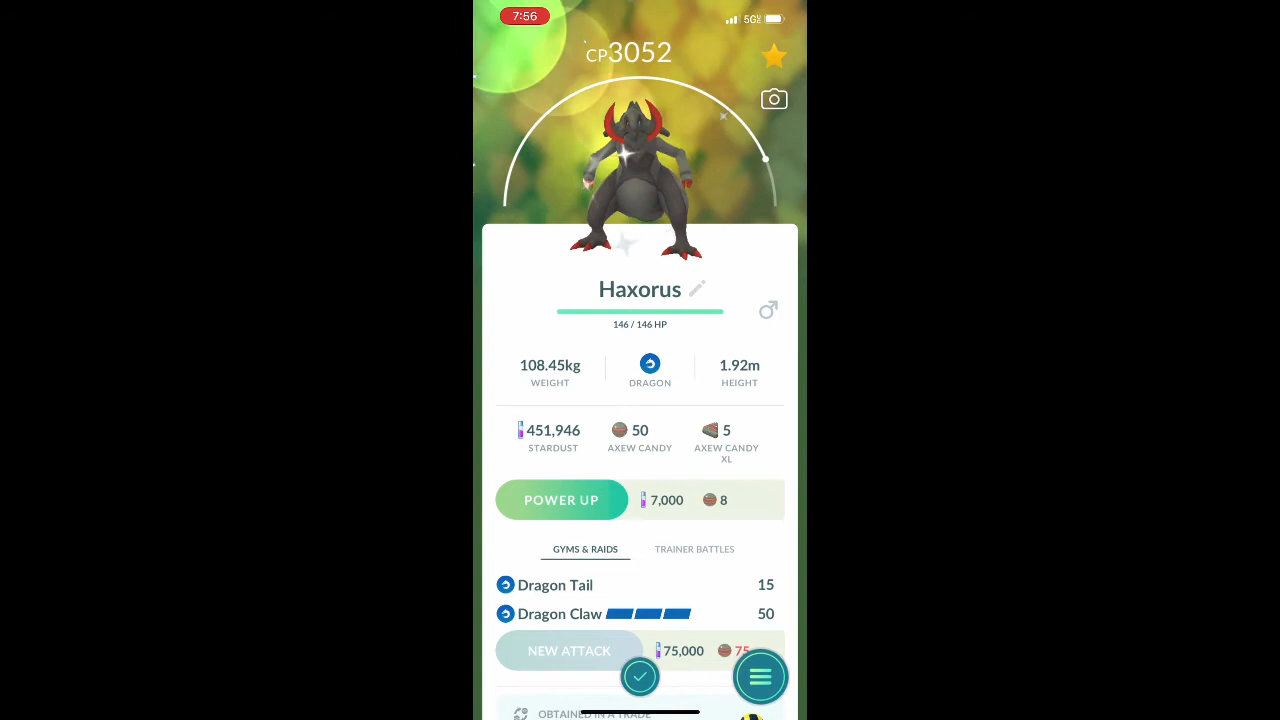 7:56
5G
CP3052
Haxorus
146 / 146 HP
108.45kg
WEIGHT
DRAGON
1.92m
HEIGHT
451,946
STARDUST
50
AXEW CANDY
5
AXEW CANDY
XL
POWER UP
7,000
8
GYMS & RAIDS
TRAINER BATTLES
Dragon Tail
15
Dragon Claw
50
NEW ATTACK
75,000
75
OBTAINED IN A TRADE